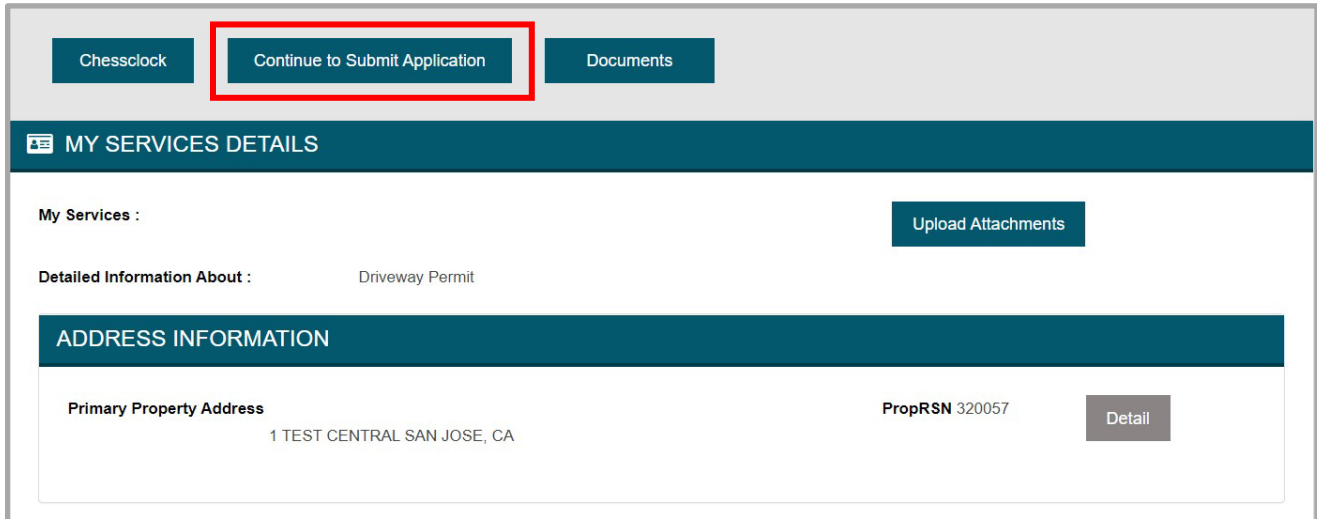 Chessclock Continue to Submit Application Documents
MY SERVICES DETAILS
My Services :
Upload Attachments
Detailed Information About : Driveway Permit
ADDRESS INFORMATION
Primary Property Address PropRSN 320057 Detail
1 TEST CENTRAL SAN JOSE, CA